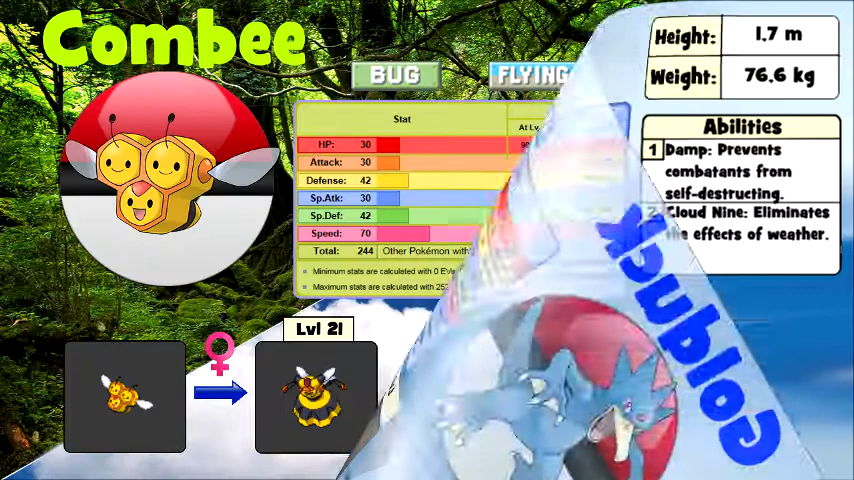 Combee
BUG
FLYING
Stat
At Lv.
HP: 30
Attack: 30
Defense: 42
Sp.Atk: 30
Sp.Def: 42
Speed: 70
Total: 244 Other Pokémon with
Minimum stats are calculated with 0 EVs
Maximum stats are calculated with 252
Lvl 21
Height: 1.7 m
Weight: 76.6 kg
Abilities
1 Damp: Prevents
combatants from
self-destructing.
2 Cloud Nine: Eliminates
the effects of weather.
Golduck